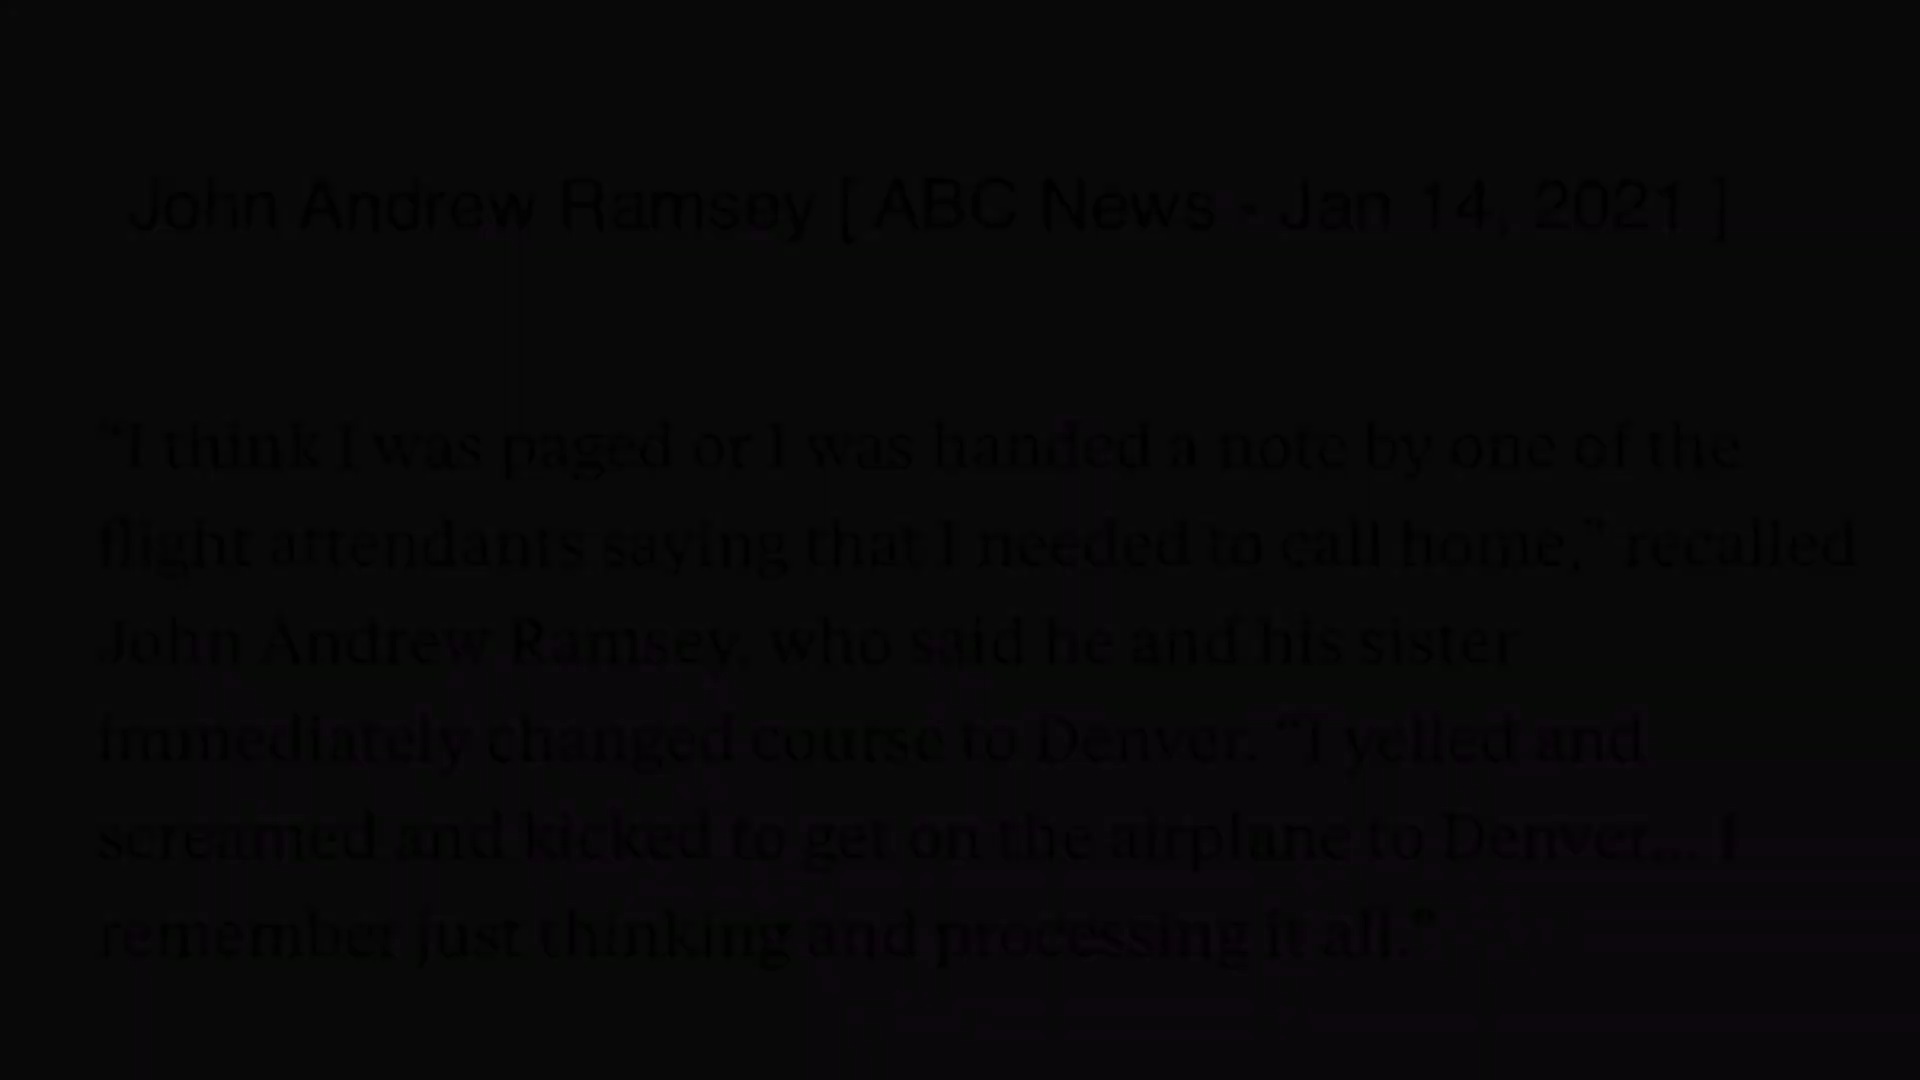 John Andrew Ramsey [ ABC News - Jan 14, 2021 ]
"I think I was paged or I was handed a note by one of the
flight attendants saying that I needed to call home," recalled
John Andrew Ramsey, who said he and his sister
immediately changed course to Denver. "I yelled and
screamed and kicked to get on the airplane to Denver... I
remember just thinking and processing it all."